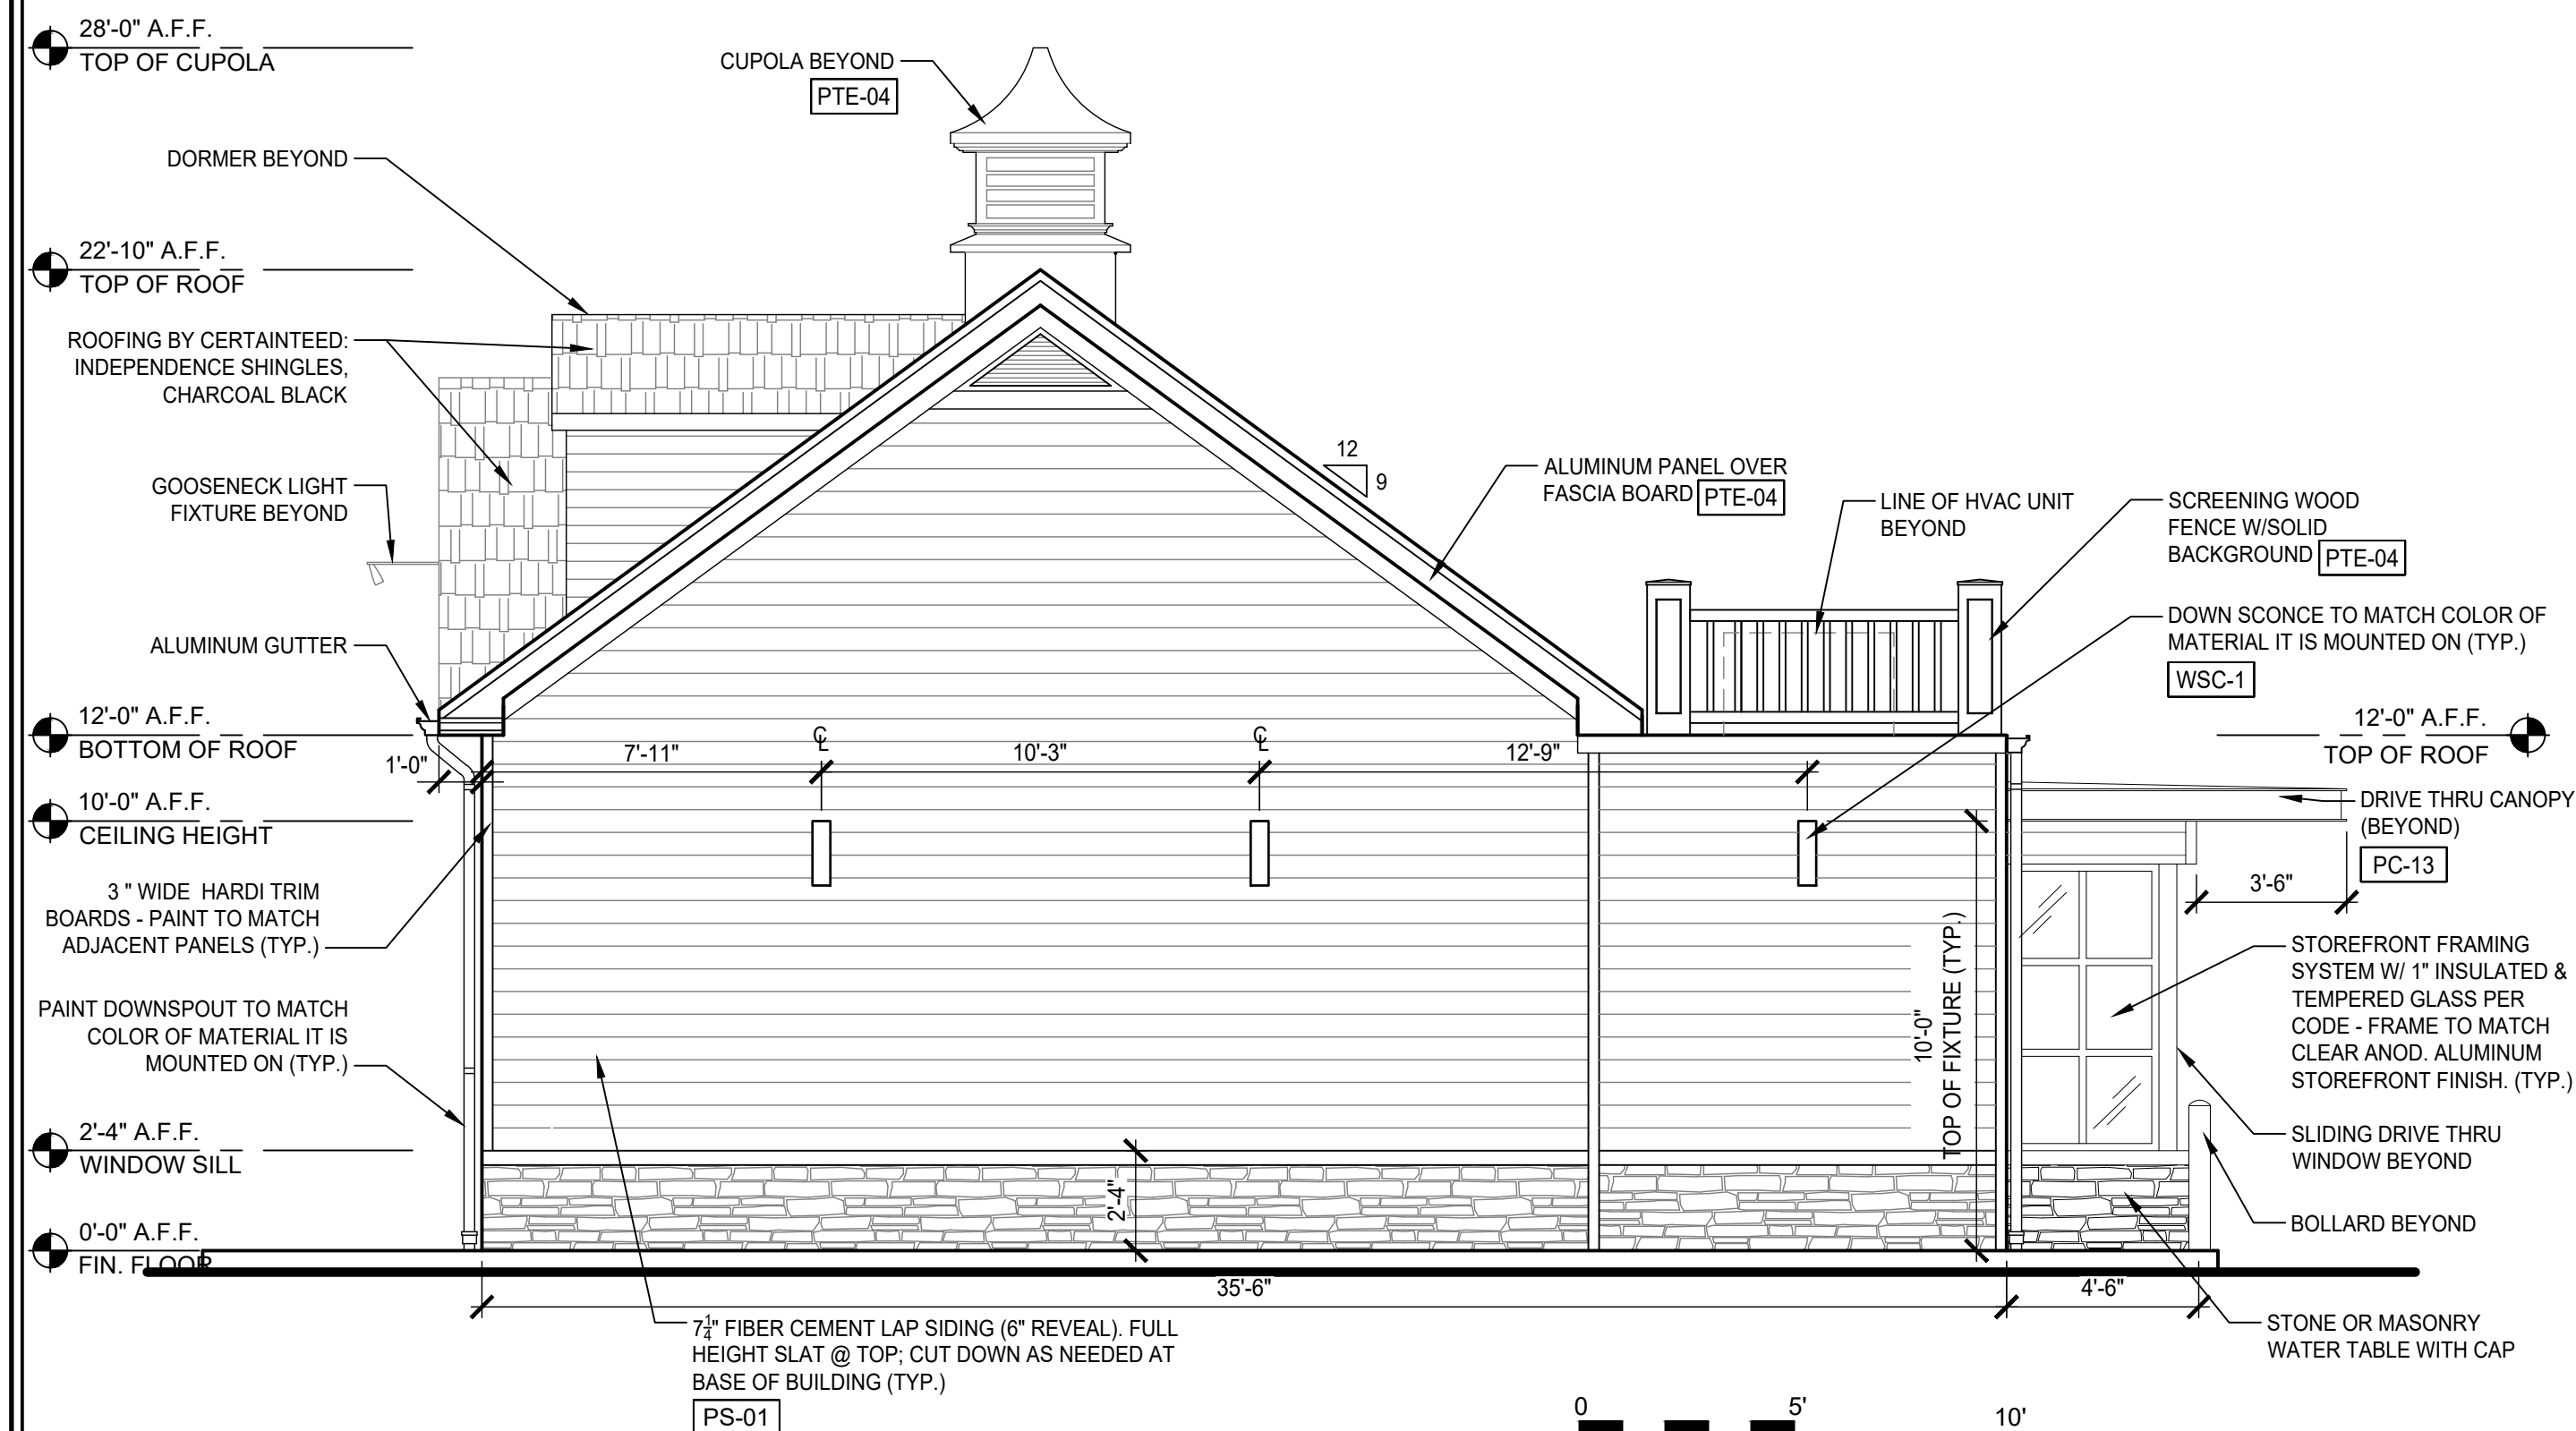 28'-0" A.F.F.
TOP OF CUPOLA
CUPOLA BEYOND
PTE-04
DORMER BEYOND
22'-10" A.F.F.
TOP OF ROOF
ROOFING BY CERTAINTEED:
INDEPENDENCE SHINGLES,
CHARCOAL BLACK
GOOSENECK LIGHT
FIXTURE BEYOND
ALUMINUM GUTTER
12'-0" A.F.F.
BOTTOM OF ROOF
1'-0"
10'-0" A.F.F.
CEILING HEIGHT
3 " WIDE HARDI TRIM
BOARDS - PAINT TO MATCH
ADJACENT PANELS (TYP.)
PAINT DOWNSPOUT TO MATCH
COLOR OF MATERIAL IT IS
MOUNTED ON (TYP.)
2'-4" A.F.F.
WINDOW SILL
0'-0" A.F.F.
FIN. FLOOR
12
9
ALUMINUM PANEL OVER
FASCIA BOARD PTE-04
LINE OF HVAC UNIT
BEYOND
SCREENING WOOD
FENCE W/SOLID
BACKGROUND PTE-04
DOWN SCONCE TO MATCH COLOR OF
MATERIAL IT IS MOUNTED ON (TYP.)
WSC-1
12'-0" A.F.F.
TOP OF ROOF
7'-11"
℄
10'-3"
℄
12'-9"
DRIVE THRU CANOPY
(BEYOND)
PC-13
3'-6"
10'-0"
TOP OF FIXTURE (TYP.)
STOREFRONT FRAMING
SYSTEM W/ 1" INSULATED &
TEMPERED GLASS PER
CODE - FRAME TO MATCH
CLEAR ANOD. ALUMINUM
STOREFRONT FINISH. (TYP.)
SLIDING DRIVE THRU
WINDOW BEYOND
BOLLARD BEYOND
2'-4"
35'-6"
4'-6"
STONE OR MASONRY
WATER TABLE WITH CAP
7¼" FIBER CEMENT LAP SIDING (6" REVEAL). FULL
HEIGHT SLAT @ TOP; CUT DOWN AS NEEDED AT
BASE OF BUILDING (TYP.)
PS-01
0 5' 10'